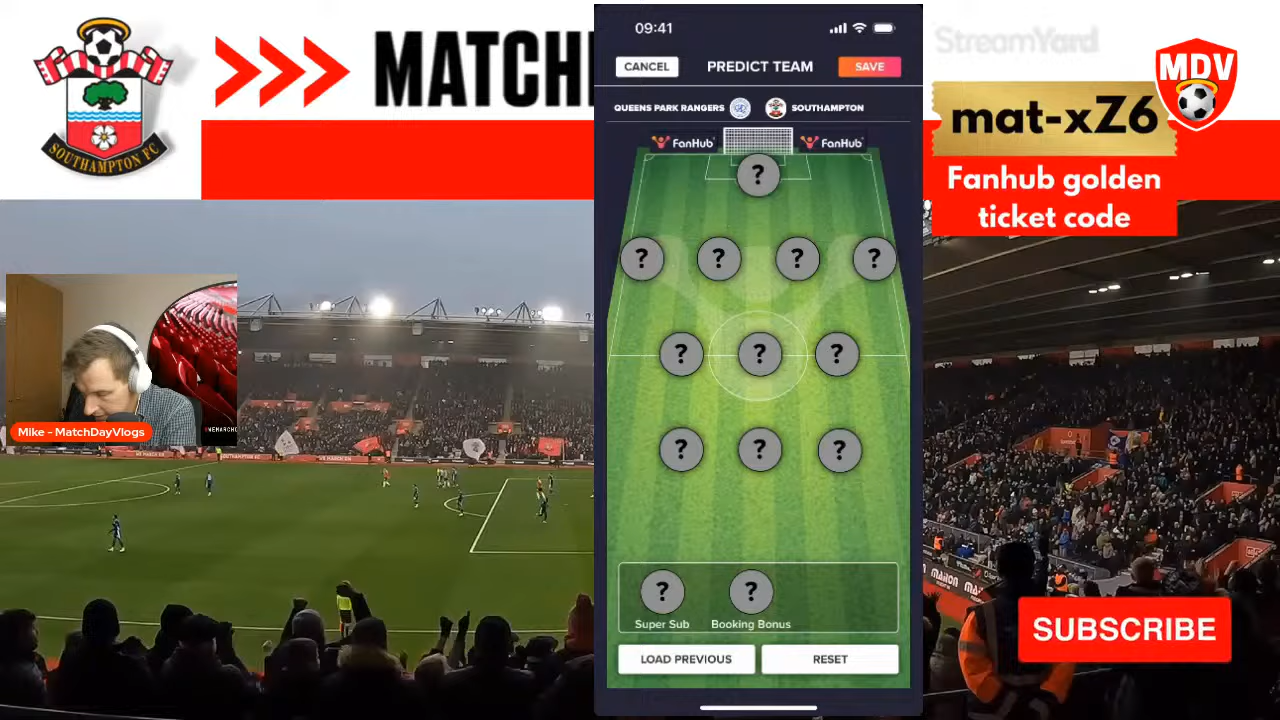 SOUTHAMPTON FC
MATCH
09:41
CANCEL
PREDICT TEAM
SAVE
QUEENS PARK RANGERS
SOUTHAMPTON
FanHub
FanHub
?
? ? ? ?
? ? ?
? ? ?
? ?
Super Sub
Booking Bonus
LOAD PREVIOUS
RESET
StreamYard
MDV
mat-xZ6
Fanhub golden
ticket code
Mike - MatchDayVlogs
SUBSCRIBE